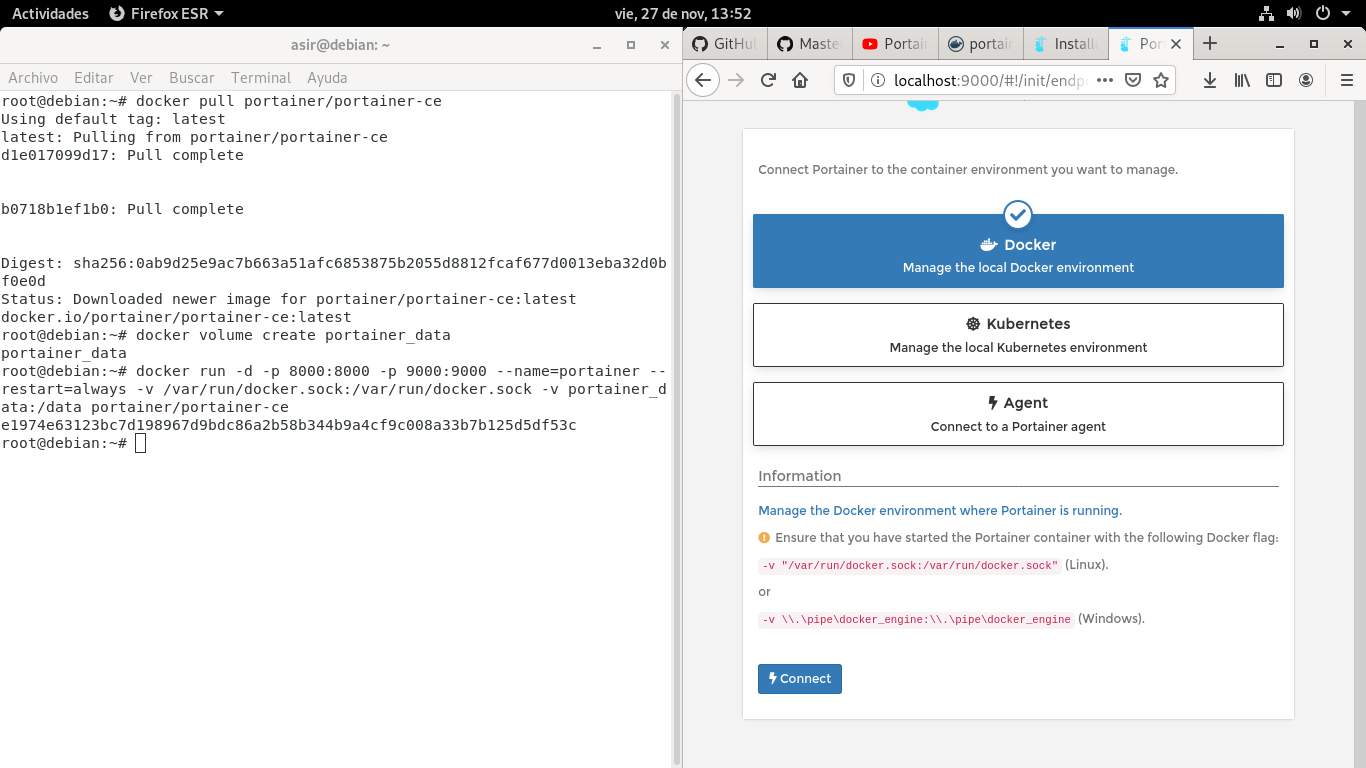 Actividades
Firefox ESR
vie, 27 de nov, 13:52
asir@debian: ~
Archivo Editar Ver Buscar Terminal Ayuda
root@debian:~# docker pull portainer/portainer-ce
Using default tag: latest
latest: Pulling from portainer/portainer-ce
d1e017099d17: Pull complete
b0718b1ef1b0: Pull complete
Digest: sha256:0ab9d25e9ac7b663a51afc6853875b2055d8812fcaf677d0013eba32d0b
f0e0d
Status: Downloaded newer image for portainer/portainer-ce:latest
docker.io/portainer/portainer-ce:latest
root@debian:~# docker volume create portainer_data
portainer_data
root@debian:~# docker run -d -p 8000:8000 -p 9000:9000 --name=portainer --
restart=always -v /var/run/docker.sock:/var/run/docker.sock -v portainer_d
ata:/data portainer/portainer-ce
e1974e63123bc7d198967d9bdc86a2b58b344b9a4cf9c008a33b7b125d5df53c
root@debian:~#
GitHu
Maste
Portai
portai
Install
Por
localhost:9000/#!/init/endp
Connect Portainer to the container environment you want to manage.
Docker
Manage the local Docker environment
Kubernetes
Manage the local Kubernetes environment
Agent
Connect to a Portainer agent
Information
Manage the Docker environment where Portainer is running.
Ensure that you have started the Portainer container with the following Docker flag:
-v "/var/run/docker.sock:/var/run/docker.sock" (Linux).
or
-v \\.\pipe\docker_engine:\\.\pipe\docker_engine (Windows).
Connect